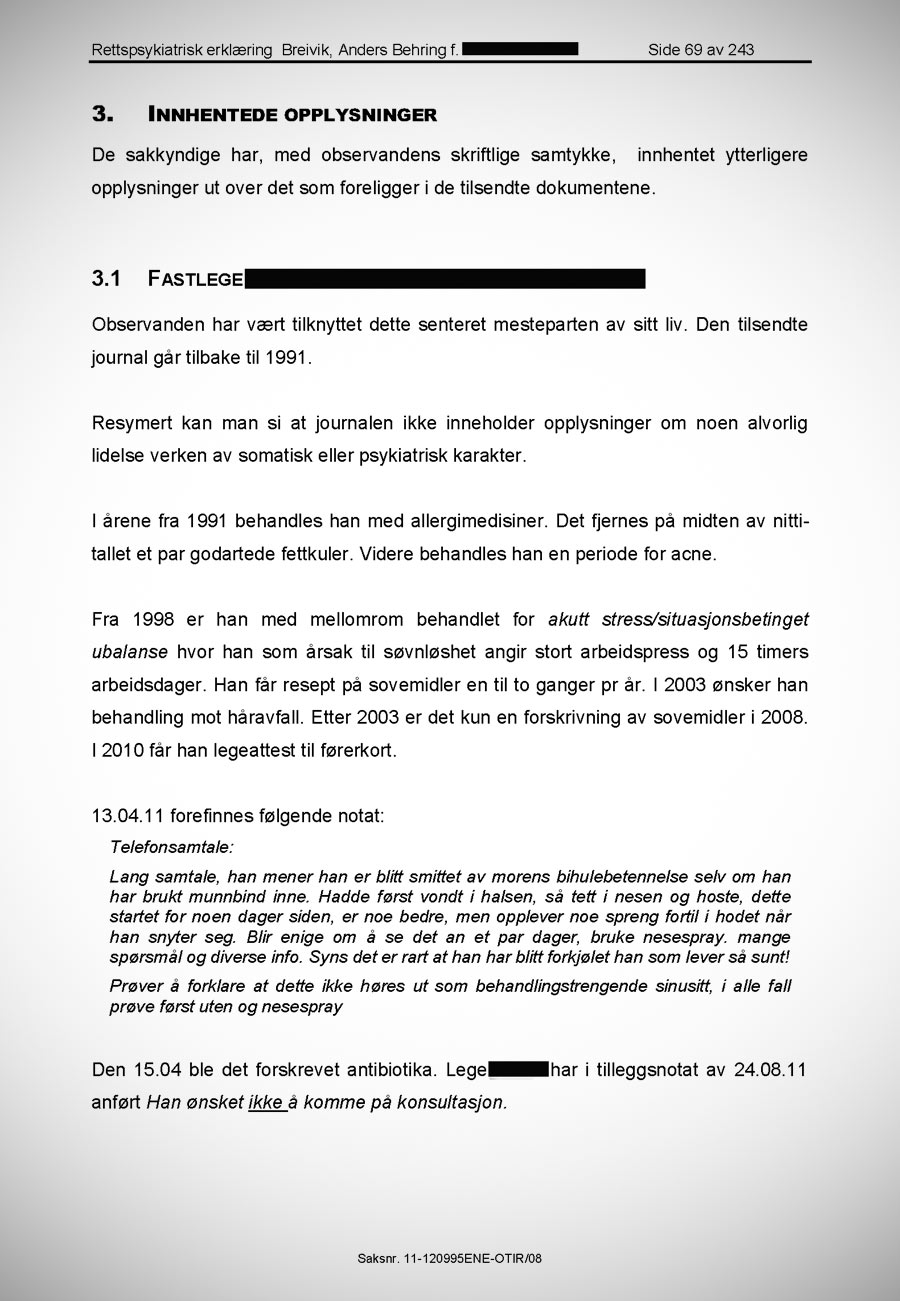 Rettspsykiatrisk erklæring Breivik, Anders Behring f. Side 69 av 243
3. INNHENTEDE OPPLYSNINGER
De sakkyndige har, med observandens skriftlige samtykke, innhentet ytterligere
opplysninger ut over det som foreligger i de tilsendte dokumentene.
3.1 FASTLEGE
Observanden har vært tilknyttet dette senteret mesteparten av sitt liv. Den tilsendte
journal går tilbake til 1991.
Resymert kan man si at journalen ikke inneholder opplysninger om noen alvorlig
lidelse verken av somatisk eller psykiatrisk karakter.
I årene fra 1991 behandles han med allergimedisiner. Det fjernes på midten av nitti-
tallet et par godartede fettkuler. Videre behandles han en periode for acne.
Fra 1998 er han med mellomrom behandlet for akutt stress/situasjonsbetinget
ubalanse hvor han som årsak til søvnløshet angir stort arbeidspress og 15 timers
arbeidsdager. Han får resept på sovemidler en til to ganger pr år. I 2003 ønsker han
behandling mot håravfall. Etter 2003 er det kun en forskrivning av sovemidler i 2008.
I 2010 får han legeattest til førerkort.
13.04.11 forefinnes følgende notat:
Telefonsamtale:
Lang samtale, han mener han er blitt smittet av morens bihulebetennelse selv om han
har brukt munnbind inne. Hadde først vondt i halsen, så tett i nesen og hoste, dette
startet for noen dager siden, er noe bedre, men opplever noe spreng fortil i hodet når
han snyter seg. Blir enige om å se det an et par dager, bruke nesespray. mange
spørsmål og diverse info. Syns det er rart at han har blitt forkjølet han som lever så sunt!
Prøver å forklare at dette ikke høres ut som behandlingstrengende sinusitt, i alle fall
prøve først uten og nesespray
Den 15.04 ble det forskrevet antibiotika. Lege har i tilleggsnotat av 24.08.11
anført Han ønsket ikke å komme på konsultasjon.
Saksnr. 11-120995ENE-OTIR/08